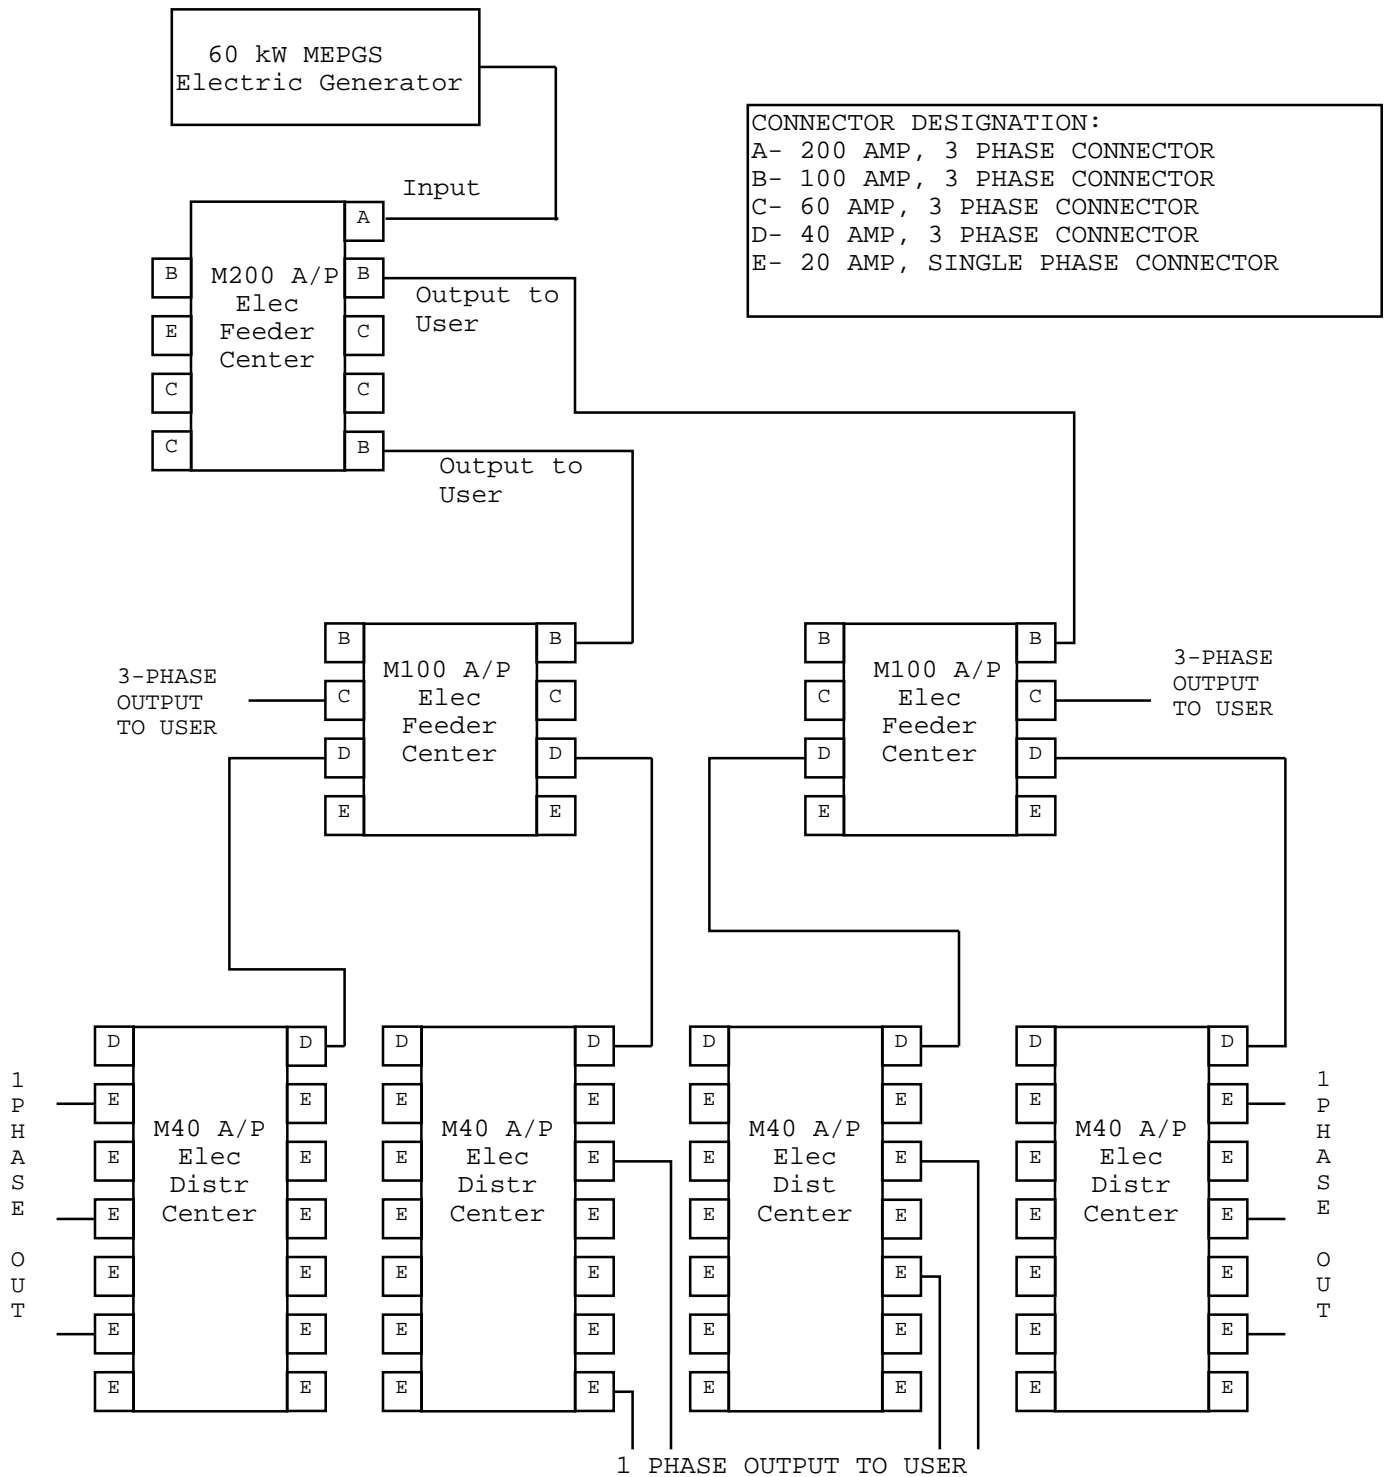 60 kW MEPGS
Electric Generator
CONNECTOR DESIGNATION:
A- 200 AMP, 3 PHASE CONNECTOR
B- 100 AMP, 3 PHASE CONNECTOR
C- 60 AMP, 3 PHASE CONNECTOR
D- 40 AMP, 3 PHASE CONNECTOR
E- 20 AMP, SINGLE PHASE CONNECTOR
Input
A
B
M200 A/P
Elec
Feeder
Center
B
E
C
C
C
C
B
Output to
User
Output to
User
3-PHASE
OUTPUT
TO USER
B
C
D
E
M100 A/P
Elec
Feeder
Center
B
C
D
E
B
C
D
E
M100 A/P
Elec
Feeder
Center
B
C
D
E
3-PHASE
OUTPUT
TO USER
1
P
H
A
S
E
O
U
T
D
E
E
E
E
E
E
M40 A/P
Elec
Distr
Center
D
E
E
E
E
E
E
D
E
E
E
E
E
E
M40 A/P
Elec
Distr
Center
D
E
E
E
E
E
E
D
E
E
E
E
E
E
M40 A/P
Elec
Dist
Center
D
E
E
E
E
E
E
D
E
E
E
E
E
E
M40 A/P
Elec
Distr
Center
D
E
E
E
E
E
E
1
P
H
A
S
E
O
U
T
1 PHASE OUTPUT TO USER